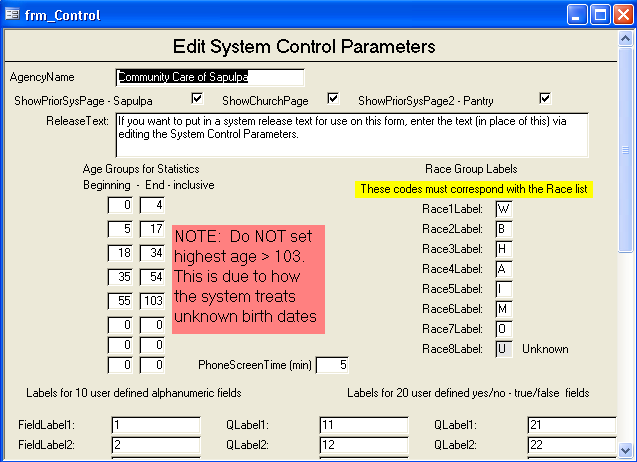 frm_Control
Edit System Control Parameters
AgencyName Community Care of Sapulpa
ShowPriorSysPage - Sapulpa ShowChurchPage ShowPriorSysPage2 - Pantry
ReleaseText: If you want to put in a system release text for use on this form, enter the text (in place of this) via
editing the System Control Parameters.
Age Groups for Statistics
Beginning - End - inclusive
0 4
5 17
18 34
35 54
55 103
0 0
0 0
0 0
NOTE: Do NOT set
highest age > 103.
This is due to how
the system treats
unknown birth dates
Race Group Labels
These codes must correspond with the Race list
Race1Label: W
Race2Label: B
Race3Label: H
Race4Label: A
Race5Label: I
Race6Label: M
Race7Label: O
Race8Label: U Unknown
PhoneScreenTime (min) 5
Labels for 10 user defined alphanumeric fields Labels for 20 user defined yes/no - true/false fields
FieldLabel1: 1 QLabel1: 11 QLabel1: 21
FieldLabel2: 2 QLabel2: 12 QLabel2: 22